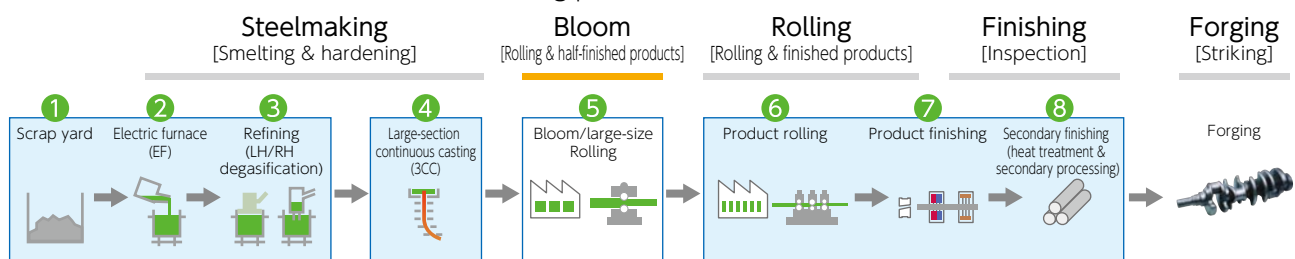 Steelmaking
[Smelting & hardening]
Bloom
[Rolling & half-finished products]
Rolling
[Rolling & finished products]
Finishing
[Inspection]
Forging
[Striking]
1
Scrap yard
2
Electric furnace
(EF)
3
Refining
(LH/RH
degasification)
4
Large-section
continuous casting
(3CC)
5
Bloom/large-size
Rolling
6
Product rolling
7
Product finishing
8
Secondary finishing
(heat treatment &
secondary processing)
Forging